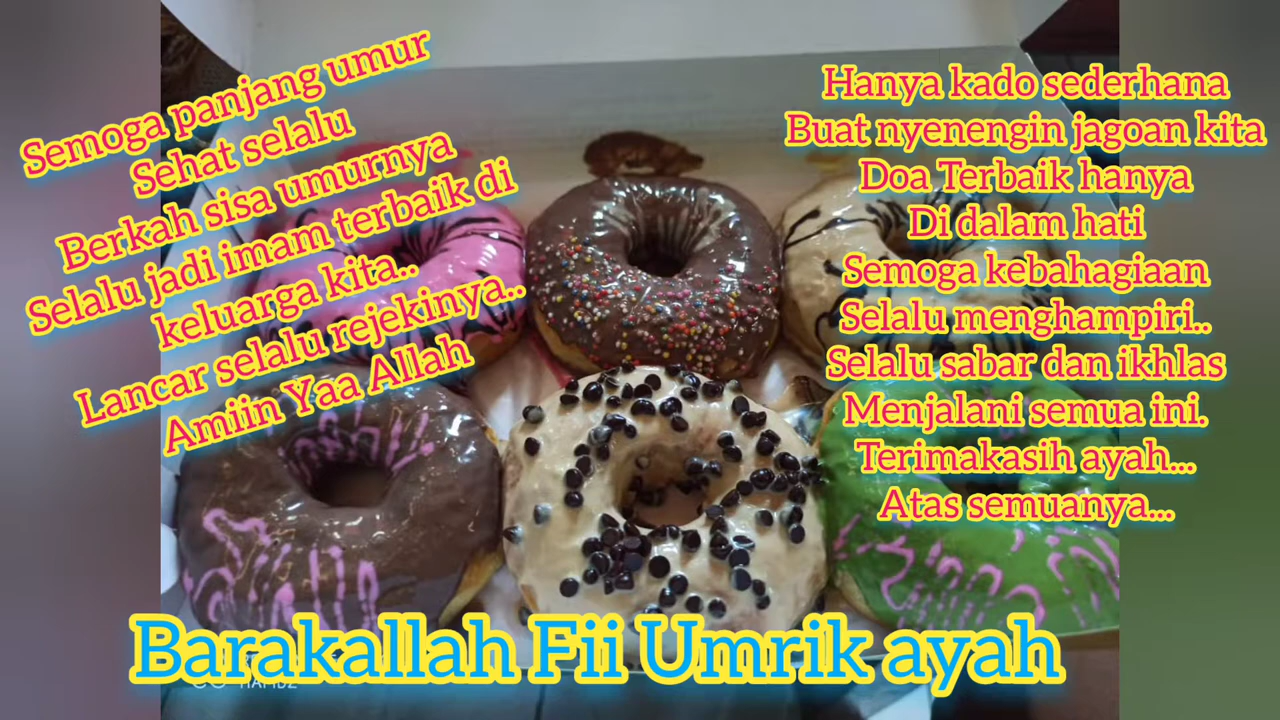 Semoga panjang umur
Sehat selalu
Berkah sisa umurnya
Selalu jadi imam terbaik di
keluarga kita..
Lancar selalu rejekinya..
Amiin Yaa Allah
Hanya kado sederhana
Buat nyenengin jagoan kita
Doa Terbaik hanya
Di dalam hati
Semoga kebahagiaan
Selalu menghampiri..
Selalu sabar dan ikhlas
Menjalani semua ini.
Terimakasih ayah...
Atas semuanya...
Barakallah Fii Umrik ayah